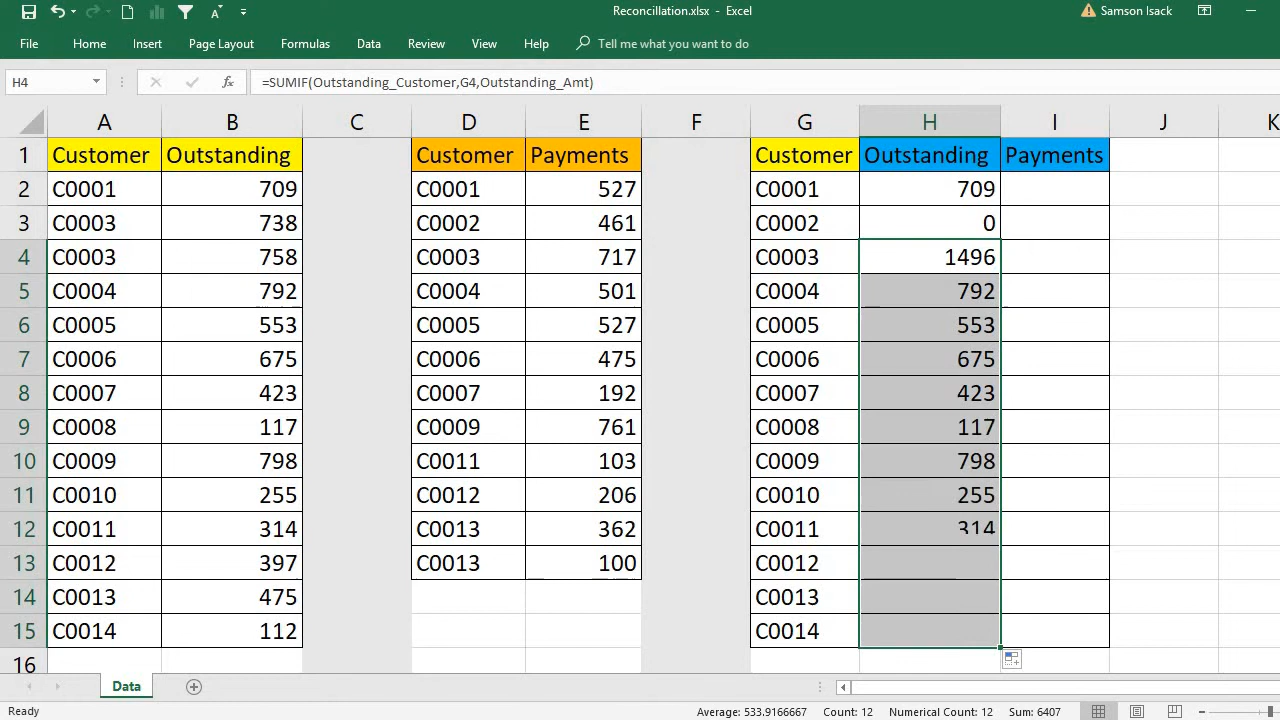 Reconcillation.xlsx - Excel
Samson Isack
File Home Insert Page Layout Formulas Data Review View Help Tell me what you want to do
H4 fx =SUMIF(Outstanding_Customer,G4,Outstanding_Amt)
A B C D E F G H I J K
1 Customer Outstanding Customer Payments Customer Outstanding Payments
2 C0001 709 C0001 527 C0001 709
3 C0003 738 C0002 461 C0002 0
4 C0003 758 C0003 717 C0003 1496
5 C0004 792 C0004 501 C0004 792
6 C0005 553 C0005 527 C0005 553
7 C0006 675 C0006 475 C0006 675
8 C0007 423 C0007 192 C0007 423
9 C0008 117 C0009 761 C0008 117
10 C0009 798 C0011 103 C0009 798
11 C0010 255 C0012 206 C0010 255
12 C0011 314 C0013 362 C0011 314
13 C0012 397 C0013 100 C0012
14 C0013 475 C0013
15 C0014 112 C0014
16
Data
Ready Average: 533.9166667 Count: 12 Numerical Count: 12 Sum: 6407